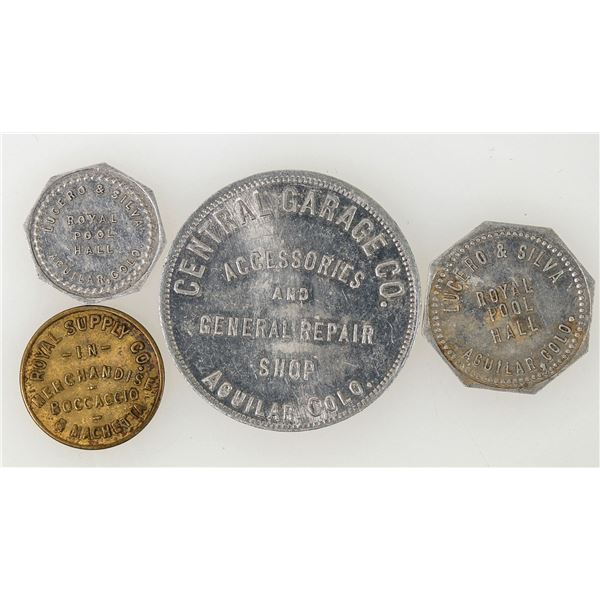 LUCERO & SILVA
ROYAL
POOL
HALL
AGUILAR, COLO.
ROYAL SUPPLY CO.
-IN-
MERCHANDISE
BOCCACCIO
& MACHETTA
CENTRAL GARAGE CO.
ACCESSORIES
AND
GENERAL REPAIR
SHOP
AGUILAR, COLO.
LUCERO & SILVA
ROYAL
POOL
HALL
AGUILAR, COLO.